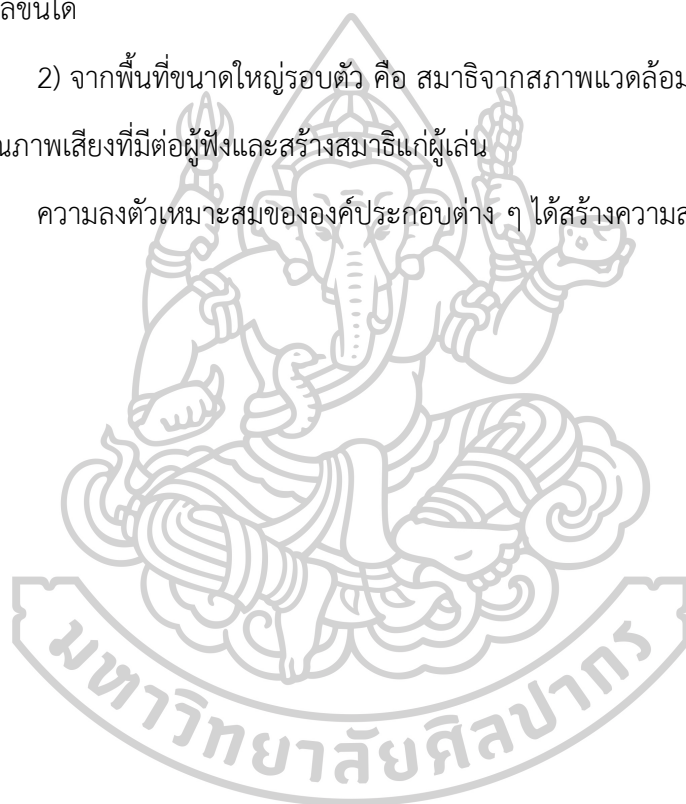 ลขึ้นได้
2) จากพื้นที่ขนาดใหญ่รอบตัว คือ สมาธิจากสภาพแวดล้อม
ณภาพเสียงที่มีต่อผู้ฟังและสร้างสมาธิแก่ผู้เล่น
ความลงตัวเหมาะสมขององค์ประกอบต่าง ๆ ได้สร้างความส
มหาวิทยาลัยศิลปากร